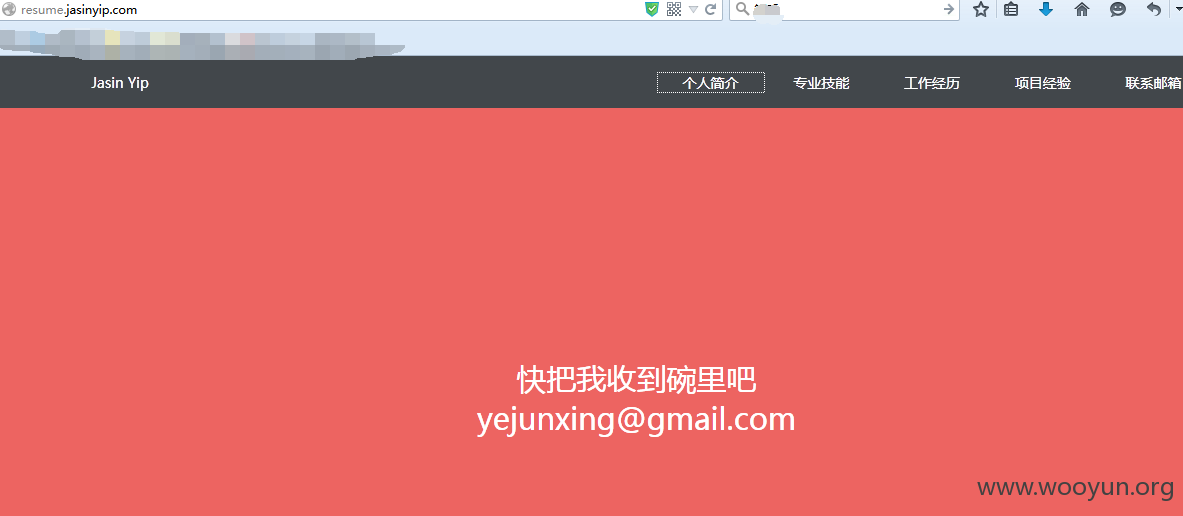 resume.jasinyip.com
Jasin Yip
个人简介
专业技能
工作经历
项目经验
联系邮箱
快把我收到碗里吧
yejunxing@gmail.com
www.wooyun.org